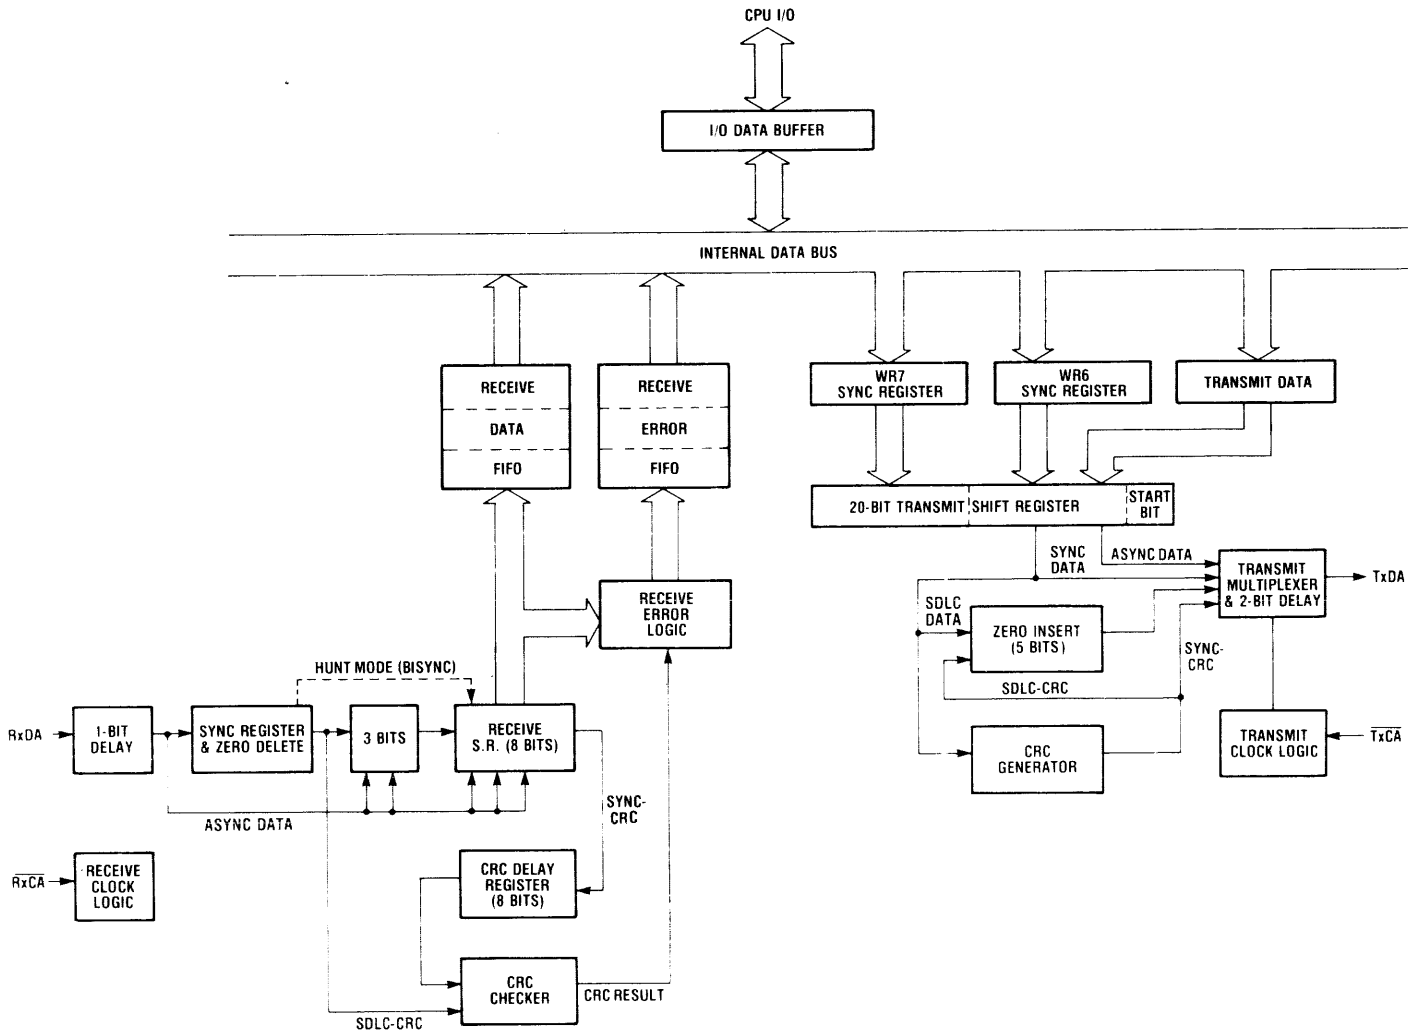 CPU I/O
I/O DATA BUFFER
INTERNAL DATA BUS
RECEIVE
DATA
FIFO
RECEIVE
ERROR
FIFO
WR7
SYNC REGISTER
WR6
SYNC REGISTER
TRANSMIT DATA
20-BIT TRANSMIT SHIFT REGISTER
START
BIT
SYNC
DATA
ASYNC DATA
TRANSMIT
MULTIPLEXER
& 2-BIT DELAY
TxDA
SDLC
DATA
ZERO INSERT
(5 BITS)
SDLC-CRC
SYNC-
CRC
CRC
GENERATOR
TRANSMIT
CLOCK LOGIC
TxCA
RECEIVE
ERROR
LOGIC
HUNT MODE (BISYNC)
RxDA
1-BIT
DELAY
SYNC REGISTER
& ZERO DELETE
3 BITS
RECEIVE
S.R. (8 BITS)
ASYNC DATA
SYNC-
CRC
RxCA
RECEIVE
CLOCK
LOGIC
CRC DELAY
REGISTER
(8 BITS)
CRC
CHECKER
CRC RESULT
SDLC-CRC